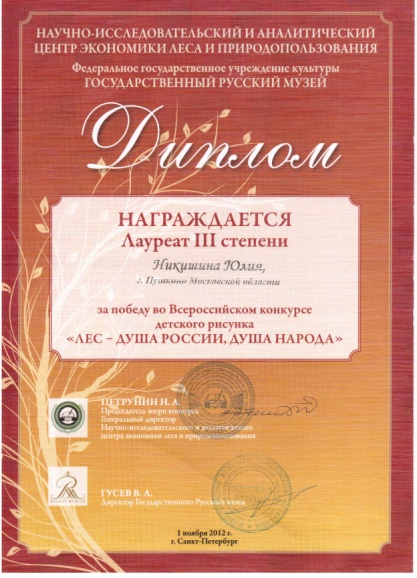 НАУЧНО-ИССЛЕДОВАТЕЛЬСКИЙ И АНАЛИТИЧЕСКИЙ
ЦЕНТР ЭКОНОМИКИ ЛЕСА И ПРИРОДОПОЛЬЗОВАНИЯ
Федеральное государственное учреждение культуры
ГОСУДАРСТВЕННЫЙ РУССКИЙ МУЗЕЙ
Диплом
НАГРАЖДАЕТСЯ
Лауреат III степени
Никишина Юлия,
г. Пушкино Московской области
за победу во Всероссийском конкурсе
детского рисунка
«ЛЕС – ДУША РОССИИ, ДУША НАРОДА»
ПЕТРУНИН Н. А.
Председатель жюри конкурса
Генеральный директор
Научно-исследовательского и аналитического
центра экономики леса и природопользования
ГУСЕВ В. А.
Директор Государственного Русского музея
1 ноября 2012 г.
г. Санкт-Петербург